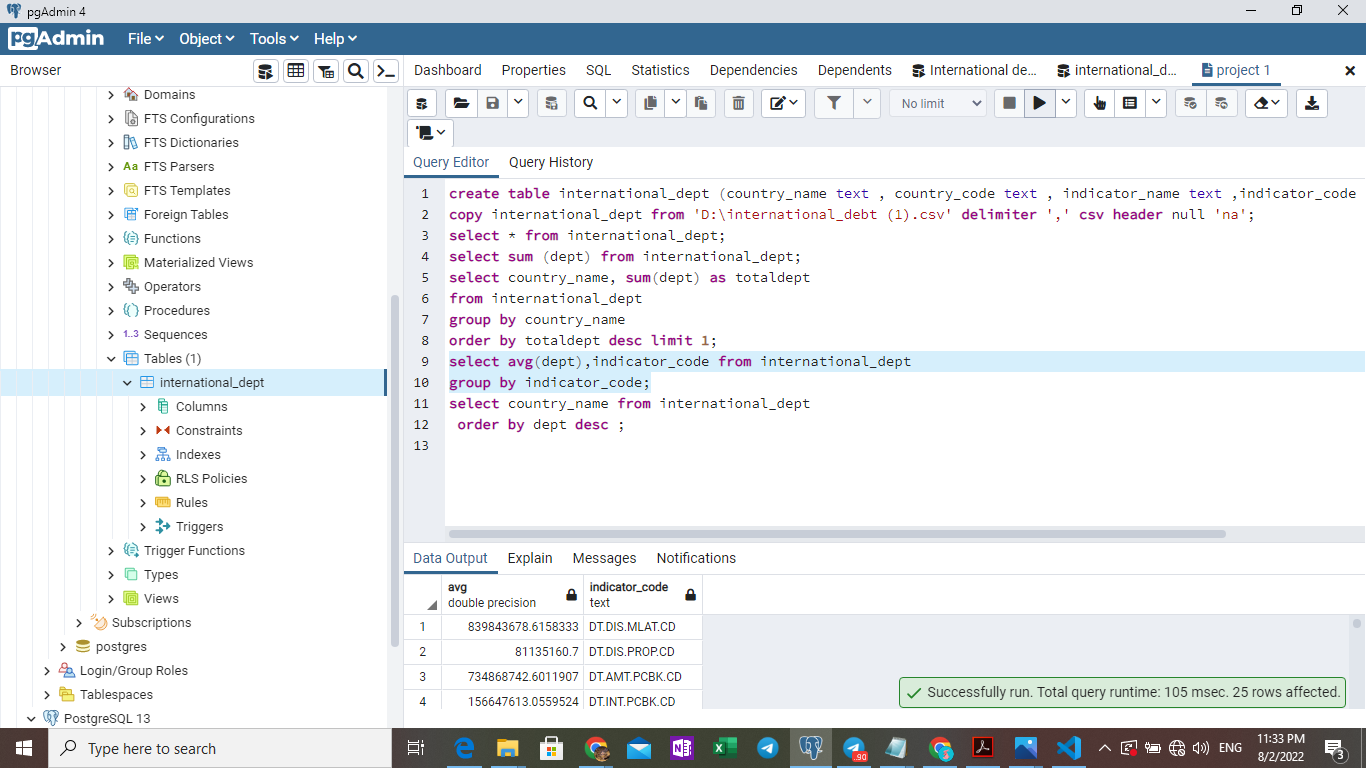 pgAdmin 4
pgAdmin File Object Tools Help
Browser
Dashboard Properties SQL Statistics Dependencies Dependents International de... international_d... project 1
Domains
FTS Configurations
FTS Dictionaries
Aa FTS Parsers
FTS Templates
Foreign Tables
Functions
Materialized Views
Operators
Procedures
1..3 Sequences
Tables (1)
international_dept
Columns
Constraints
Indexes
RLS Policies
Rules
Triggers
Trigger Functions
Types
Views
Subscriptions
postgres
Login/Group Roles
Tablespaces
PostgreSQL 13
No limit
Query Editor Query History
1 create table international_dept (country_name text , country_code text , indicator_name text ,indicator_code
2 copy international_dept from 'D:\international_debt (1).csv' delimiter ',' csv header null 'na';
3 select * from international_dept;
4 select sum (dept) from international_dept;
5 select country_name, sum(dept) as totaldept
6 from international_dept
7 group by country_name
8 order by totaldept desc limit 1;
9 select avg(dept),indicator_code from international_dept
10 group by indicator_code;
11 select country_name from international_dept
12 order by dept desc ;
13
Data Output Explain Messages Notifications
avg indicator_code
double precision text
1 839843678.6158333 DT.DIS.MLAT.CD
2 81135160.7 DT.DIS.PROP.CD
3 734868742.6011907 DT.AMT.PCBK.CD
4 156647613.0559524 DT.INT.PCBK.CD
Successfully run. Total query runtime: 105 msec. 25 rows affected.
Type here to search
.90
ENG
11:33 PM
8/2/2022
3